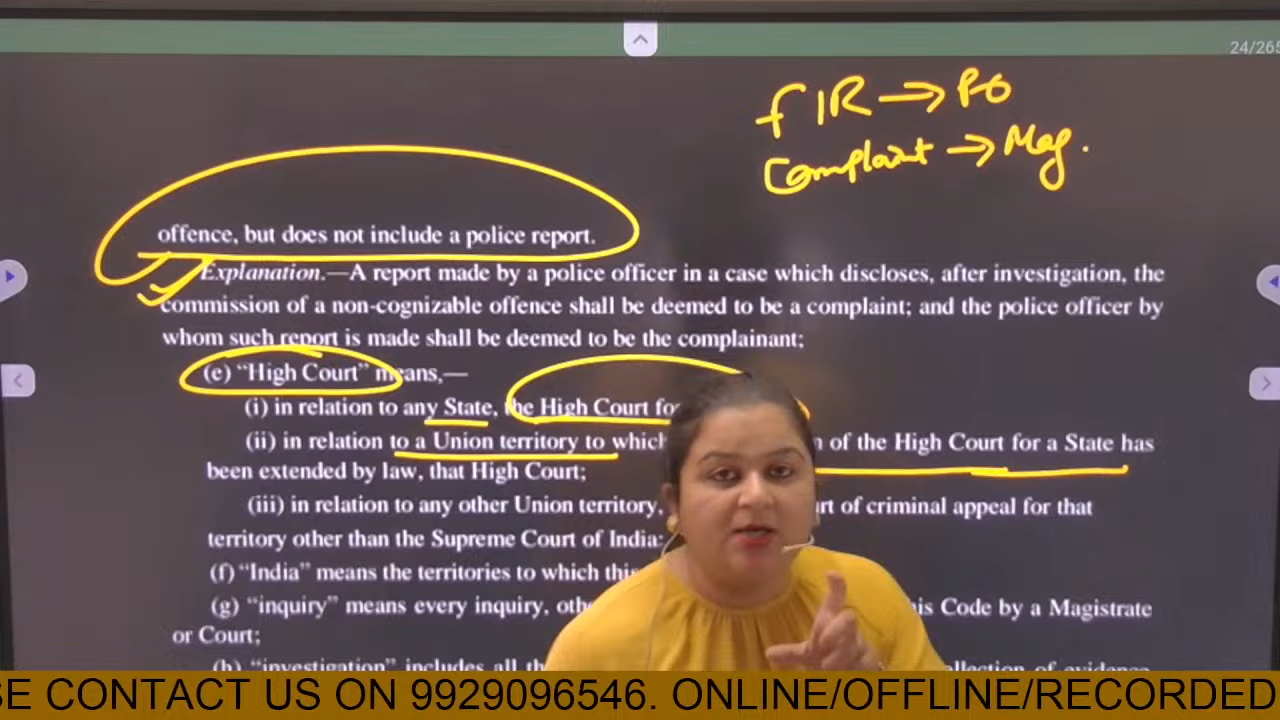 24/265
FIR → PO
Complaint → Mag.
offence, but does not include a police report.
Explanation.—A report made by a police officer in a case which discloses, after investigation, the
commission of a non-cognizable offence shall be deemed to be a complaint; and the police officer by
whom such report is made shall be deemed to be the complainant;
(e) “High Court” means,—
(i) in relation to any State, the High Court for
(ii) in relation to a Union territory to which of the High Court for a State has
been extended by law, that High Court;
(iii) in relation to any other Union territory, of criminal appeal for that
territory other than the Supreme Court of India:
(f) “India” means the territories to which this
(g) “inquiry” means every inquiry, Code by a Magistrate
or Court;
(h) “investigation” includes all of evidence
CONTACT US ON 9929096546. ONLINE/OFFLINE/RECORDED